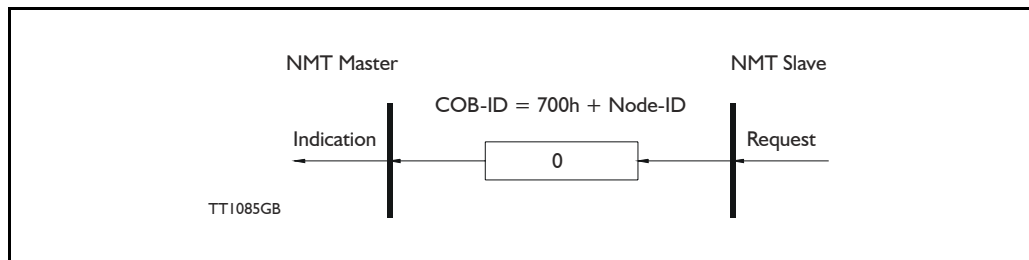 NMT Master NMT Slave
COB-ID = 700h + Node-ID
Indication Request
0
TT1085GB